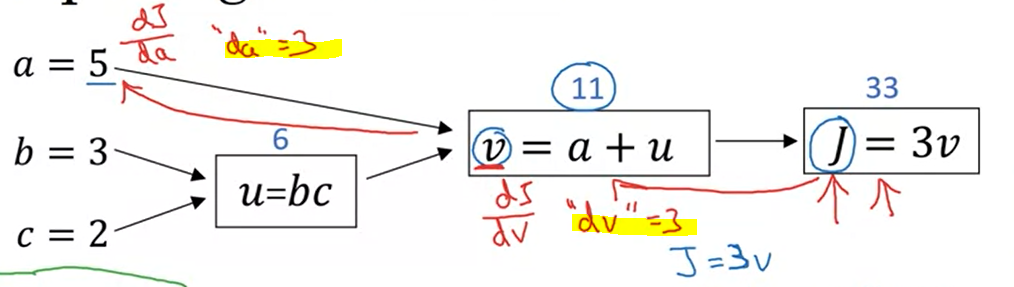 dJ/da "da" = 3
a = 5
11
33
b = 3
6
v = a + u
J = 3v
u=bc
dJ/dv "dv" = 3
c = 2
J = 3v